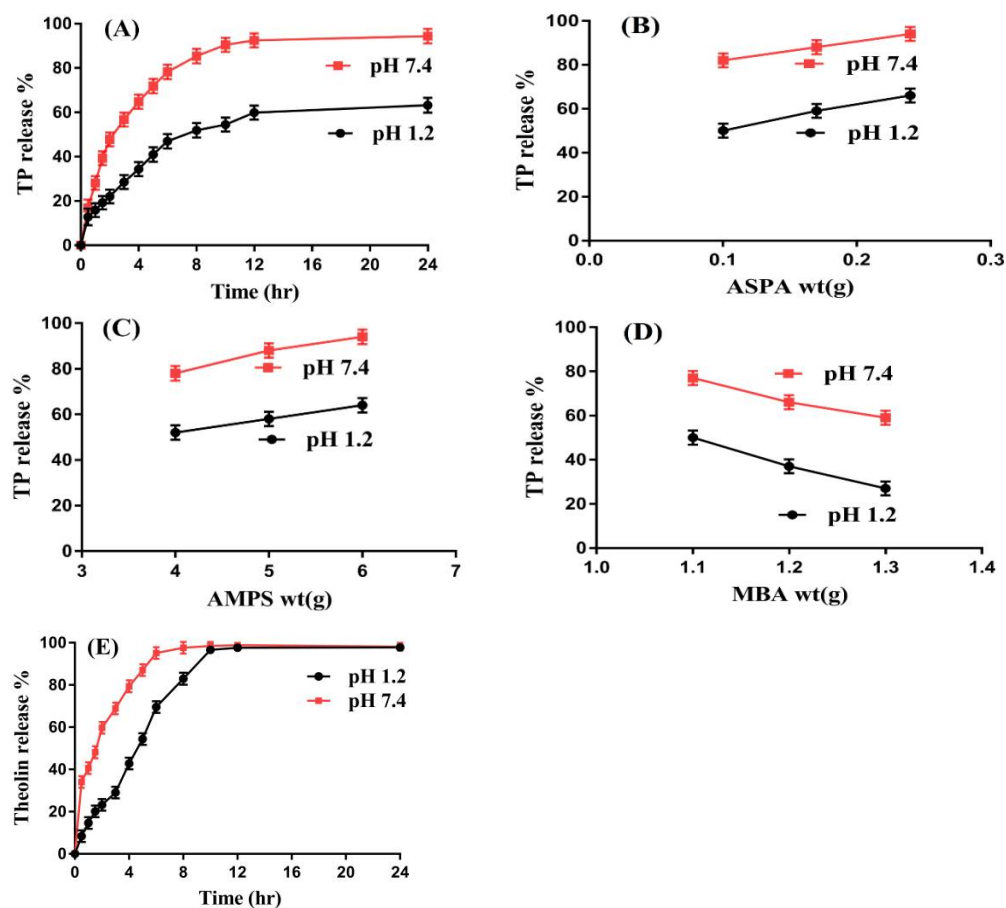 (A)
TP release %
100
80
60
40
20
0
pH 7.4
pH 1.2
0 4 8 12 16 20 24
Time (hr)
(B)
TP release %
100
80
60
40
20
0
pH 7.4
pH 1.2
0.0 0.1 0.2 0.3
ASPA wt(g)
(C)
TP release %
100
80
60
40
20
0
pH 7.4
pH 1.2
3 4 5 6 7
AMPS wt(g)
(D)
TP release %
100
80
60
40
20
0
pH 7.4
pH 1.2
1.0 1.1 1.2 1.3 1.4
MBA wt(g)
(E)
Theolin release %
100
80
60
40
20
0
pH 1.2
pH 7.4
0 4 8 12 16 20 24
Time (hr)